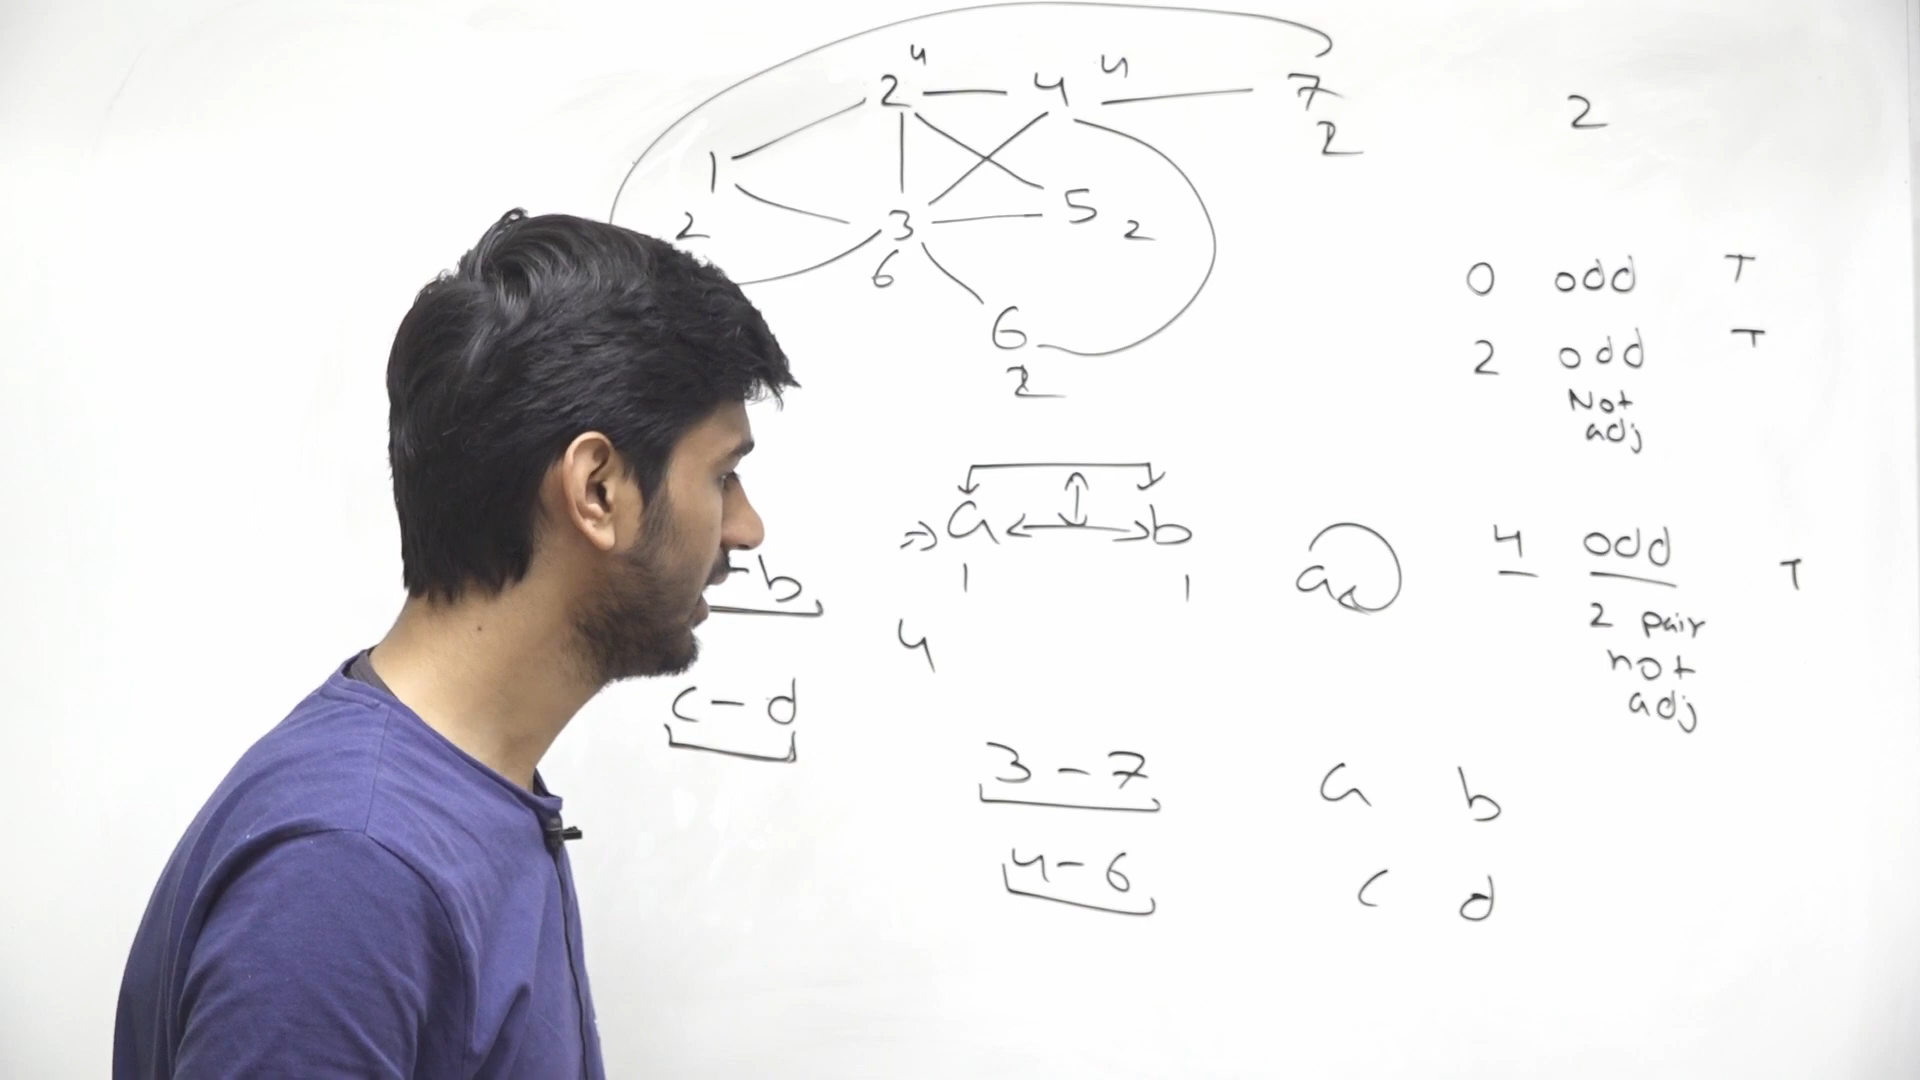 4
2 4 4 7
2
2
1
2 3 5 2
6
6
2
0 odd T
2 odd T
Not
adj
a b
1 1
a
4 odd T
2 pair
not
adj
-b
4
c-d
3-7
4-6
a b
c d